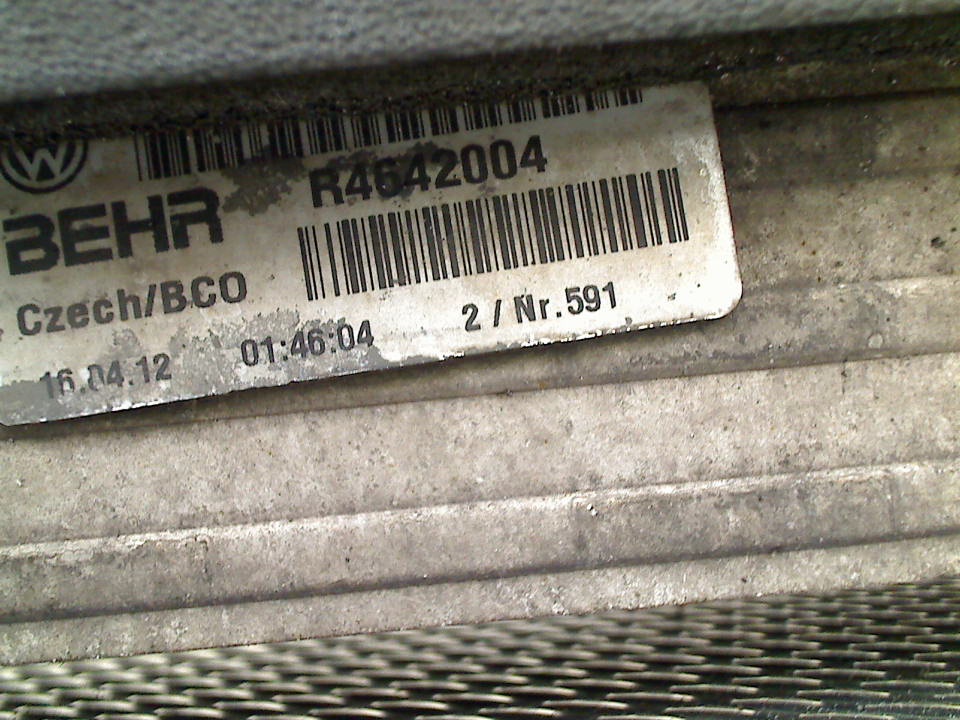 R4642004
BEHR
Czech/BCO
16.04.12 01:46:04 2 / Nr.591